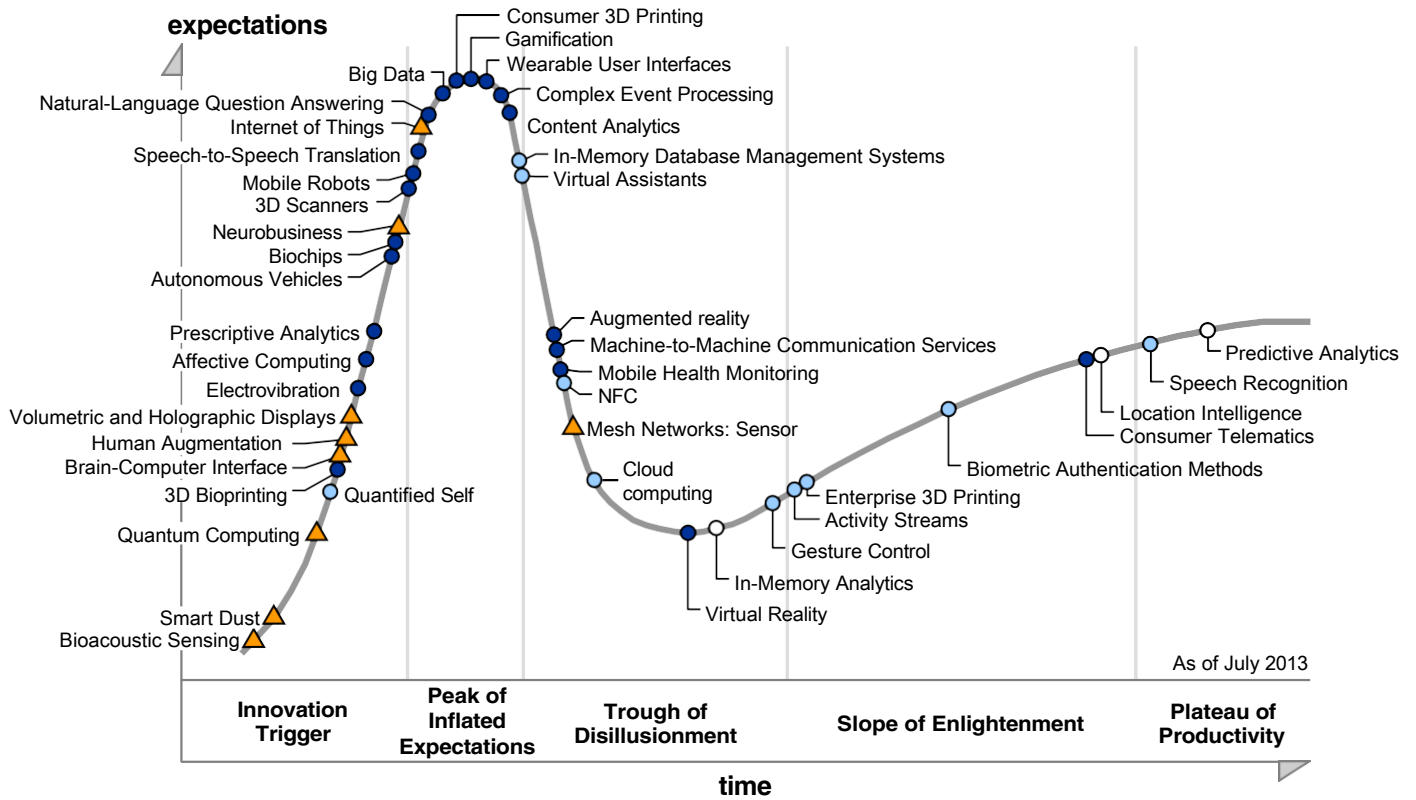 expectations
Consumer 3D Printing
Gamification
Wearable User Interfaces
Big Data
Complex Event Processing
Natural-Language Question Answering
Internet of Things
Content Analytics
Speech-to-Speech Translation
In-Memory Database Management Systems
Mobile Robots
Virtual Assistants
3D Scanners
Neurobusiness
Biochips
Autonomous Vehicles
Augmented reality
Prescriptive Analytics
Machine-to-Machine Communication Services
Affective Computing
Mobile Health Monitoring
Electrovibration
NFC
Volumetric and Holographic Displays
Mesh Networks: Sensor
Human Augmentation
Brain-Computer Interface
Cloud
computing
3D Bioprinting
Quantified Self
Quantum Computing
Smart Dust
Bioacoustic Sensing
Predictive Analytics
Speech Recognition
Location Intelligence
Consumer Telematics
Biometric Authentication Methods
Enterprise 3D Printing
Activity Streams
Gesture Control
In-Memory Analytics
Virtual Reality
As of July 2013
Innovation
Trigger
Peak of
Inflated
Expectations
Trough of
Disillusionment
Slope of Enlightenment
Plateau of
Productivity
time